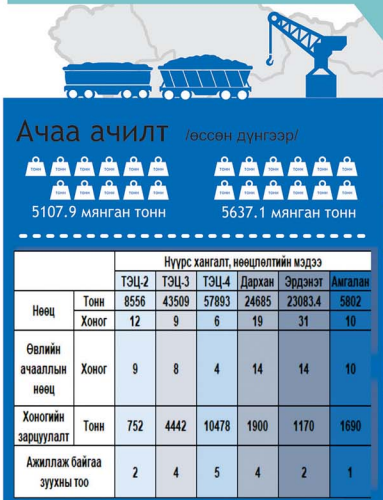 Ачаа ачилт /өссөн дүнгээр/
тонн тонн тонн тонн тонн тонн тонн тонн тонн тонн тонн тонн
тонн тонн тонн тонн тонн тонн тонн тонн тонн тонн
5107.9 мянган тонн 5637.1 мянган тонн
Нүүрс хангалт, нөөцлөлтийн мэдээ
ТЭЦ-2 ТЭЦ-3 ТЭЦ-4 Дархан Эрдэнэт Амгалан
Нөөц Тонн 8556 43509 57893 24685 23083.4 5802
Хоног 12 9 6 19 31 10
Өвлийн
ачааллын Хоног 9 8 4 14 14 10
нөөц
Хоногийн Тонн 752 4442 10478 1900 1170 1690
зарцуулалт
Ажиллаж байгаа 2 4 5 4 2 1
зуухны тоо